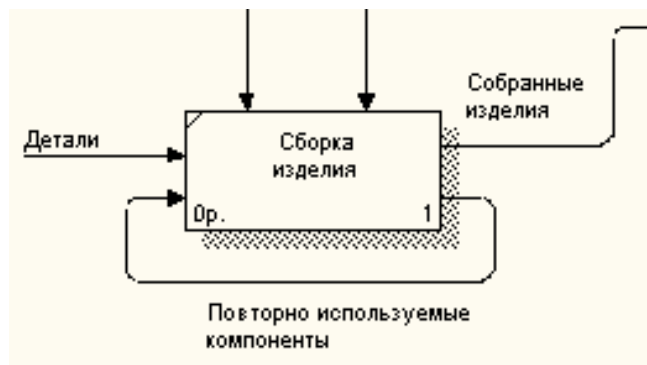 Собранные
изделия
Детали
Сборка
изделия
0р.
1
Повторно используемые
компоненты